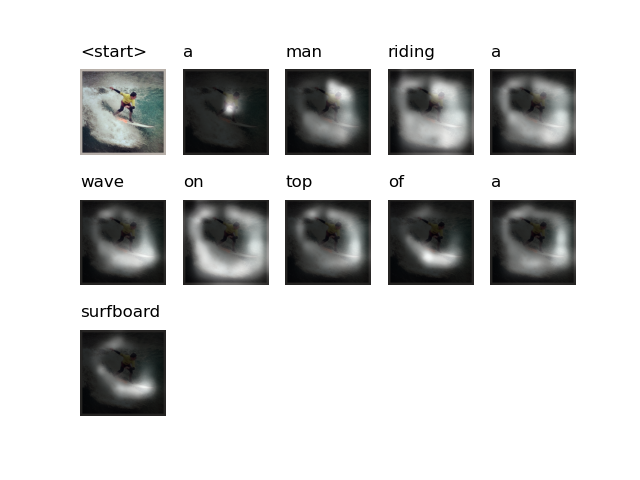 <start> a man riding a
wave on top of a
surfboard